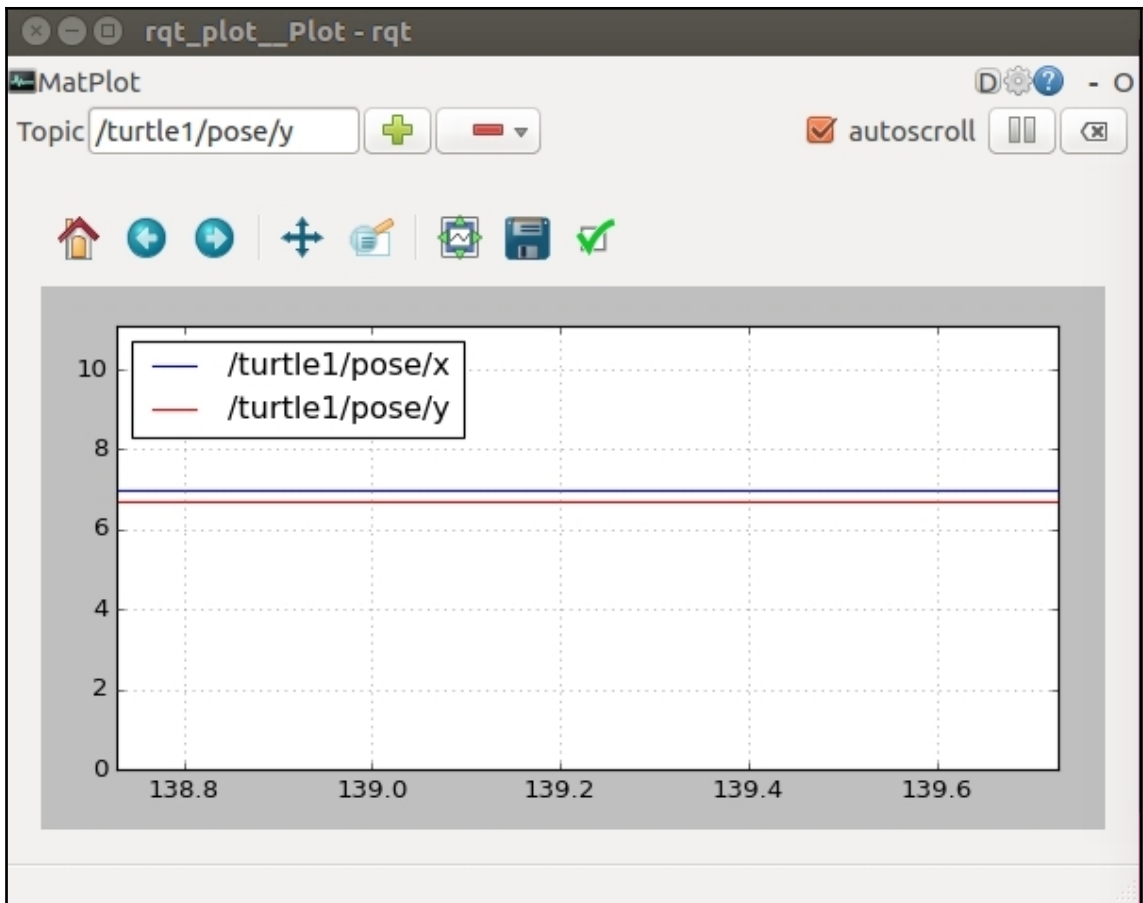 rqt_plot__Plot - rqt
MatPlot
D
- O
Topic /turtle1/pose/y
autoscroll
/turtle1/pose/x
/turtle1/pose/y
10
8
6
4
2
0
138.8 139.0 139.2 139.4 139.6